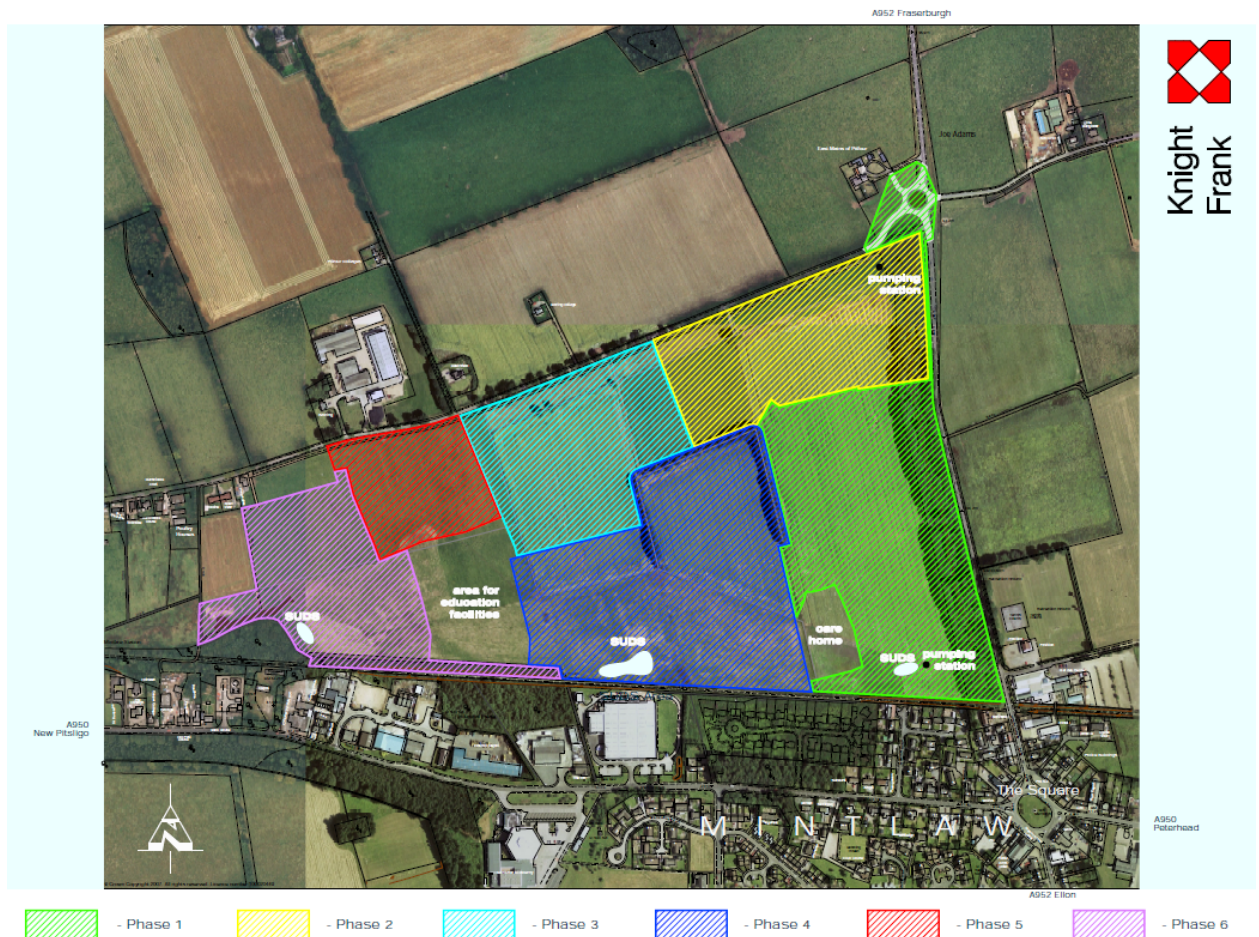 A952 Fraserburgh
Knight
Frank
Joe Adams
pumping
station
area for
education
facilities
SUDS
SUDS
care
home
SUDS
pumping
station
A950
New Pitsligo
The Square
MINTLAW
A950
Peterhead
N
A952 Ellon
- Phase 1
- Phase 2
- Phase 3
- Phase 4
- Phase 5
- Phase 6